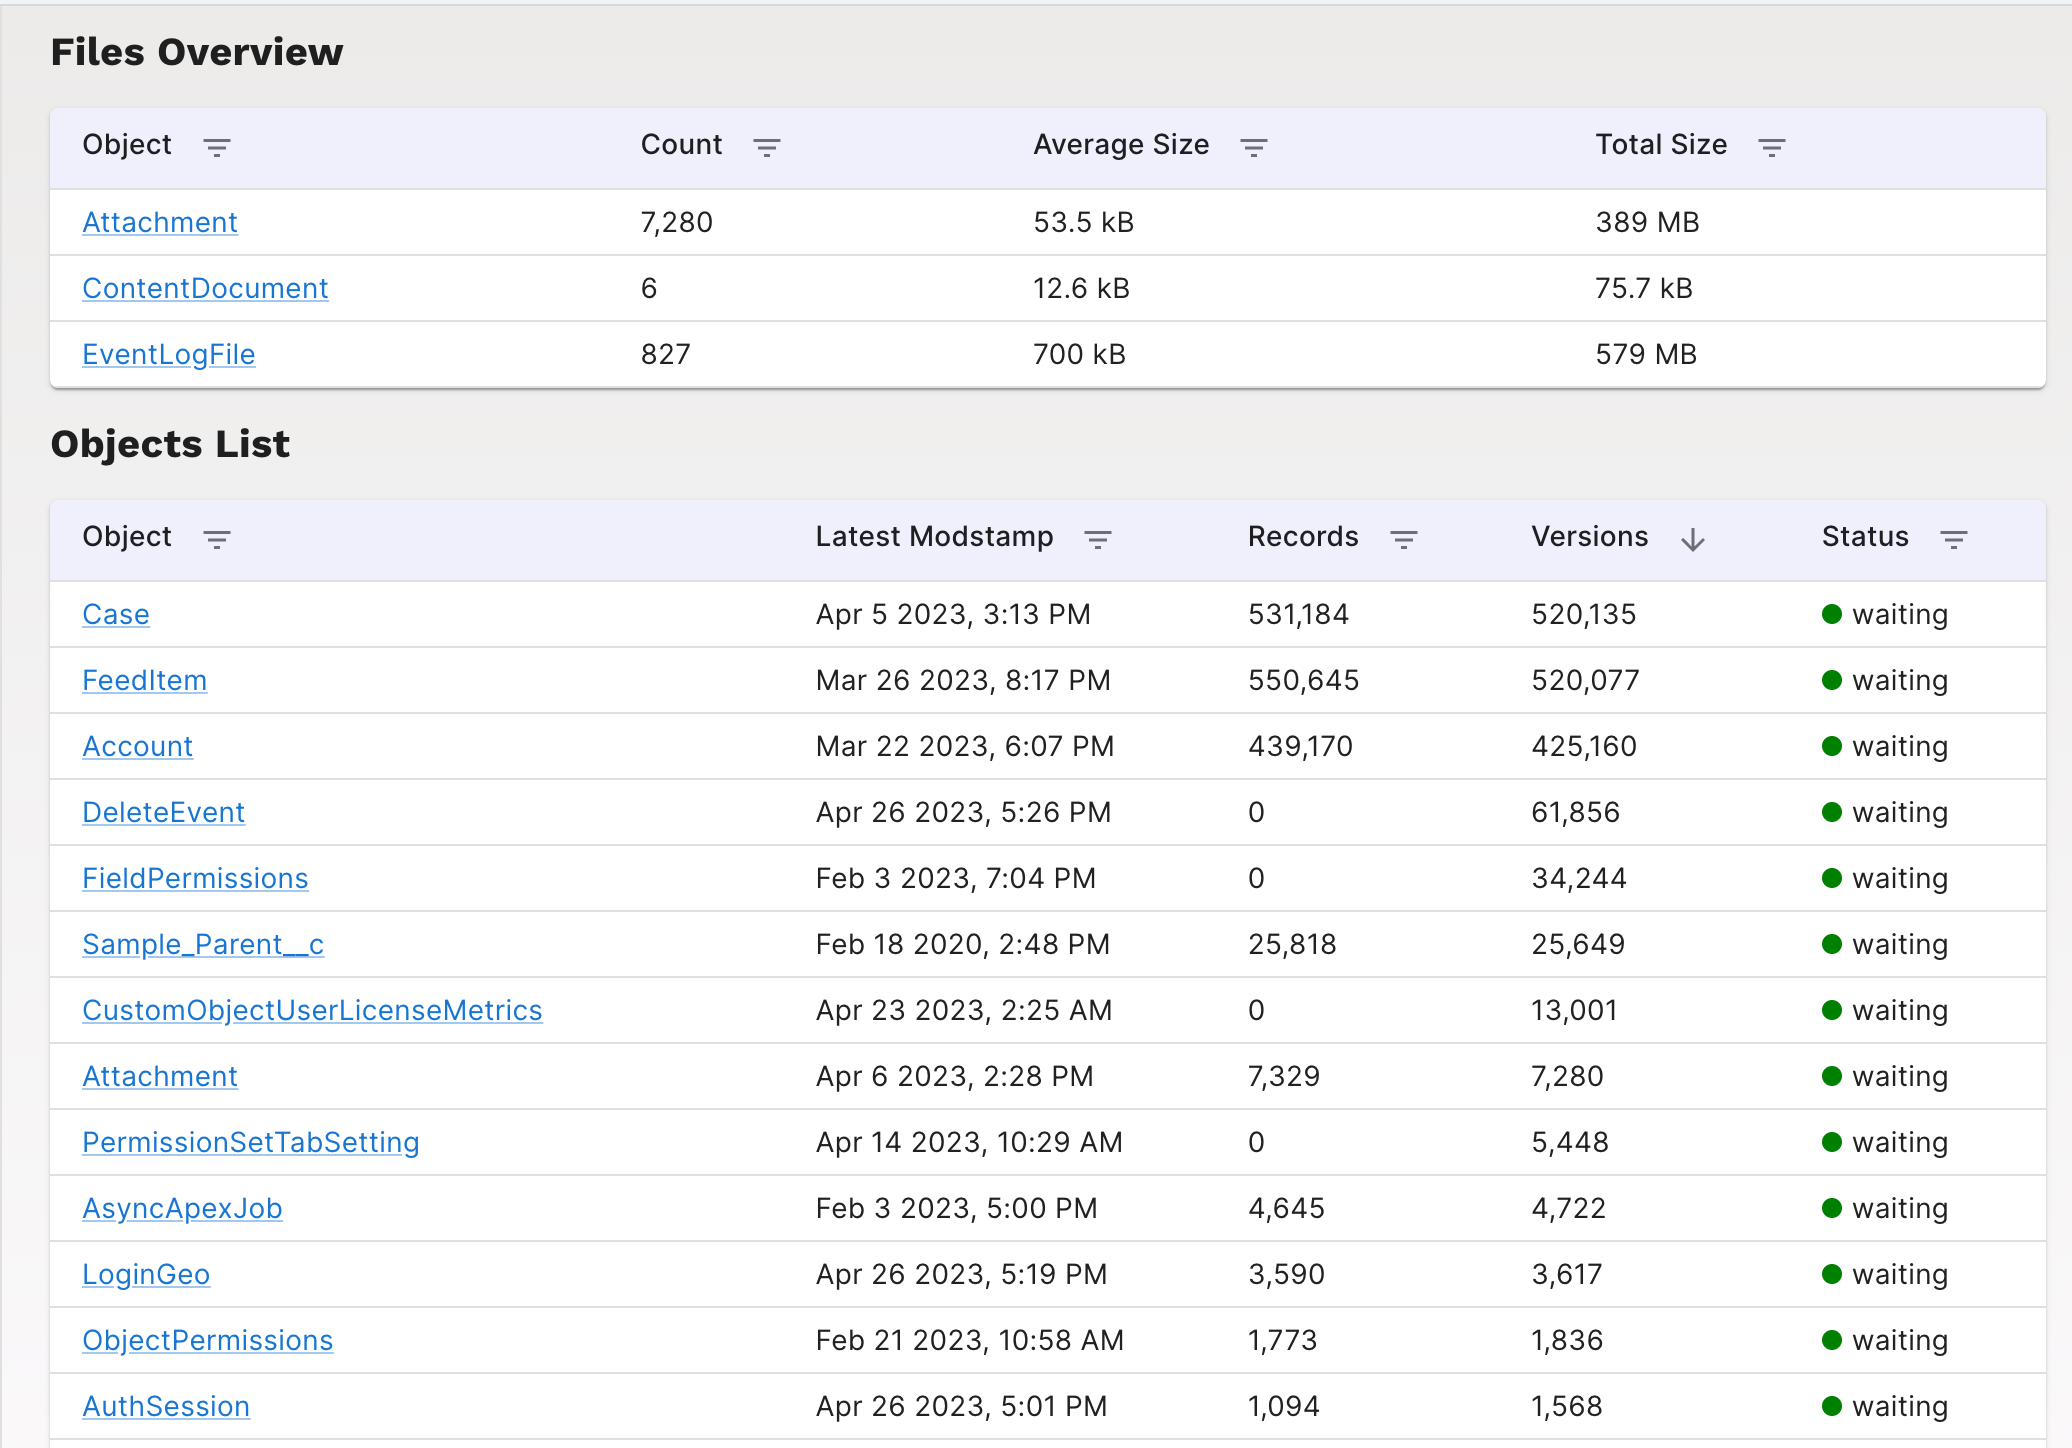 Files Overview
Object Count Average Size Total Size
Attachment 7,280 53.5 kB 389 MB
ContentDocument 6 12.6 kB 75.7 kB
EventLogFile 827 700 kB 579 MB
Objects List
Object Latest Modstamp Records Versions Status
Case Apr 5 2023, 3:13 PM 531,184 520,135 waiting
FeedItem Mar 26 2023, 8:17 PM 550,645 520,077 waiting
Account Mar 22 2023, 6:07 PM 439,170 425,160 waiting
DeleteEvent Apr 26 2023, 5:26 PM 0 61,856 waiting
FieldPermissions Feb 3 2023, 7:04 PM 0 34,244 waiting
Sample_Parent__c Feb 18 2020, 2:48 PM 25,818 25,649 waiting
CustomObjectUserLicenseMetrics Apr 23 2023, 2:25 AM 0 13,001 waiting
Attachment Apr 6 2023, 2:28 PM 7,329 7,280 waiting
PermissionSetTabSetting Apr 14 2023, 10:29 AM 0 5,448 waiting
AsyncApexJob Feb 3 2023, 5:00 PM 4,645 4,722 waiting
LoginGeo Apr 26 2023, 5:19 PM 3,590 3,617 waiting
ObjectPermissions Feb 21 2023, 10:58 AM 1,773 1,836 waiting
AuthSession Apr 26 2023, 5:01 PM 1,094 1,568 waiting